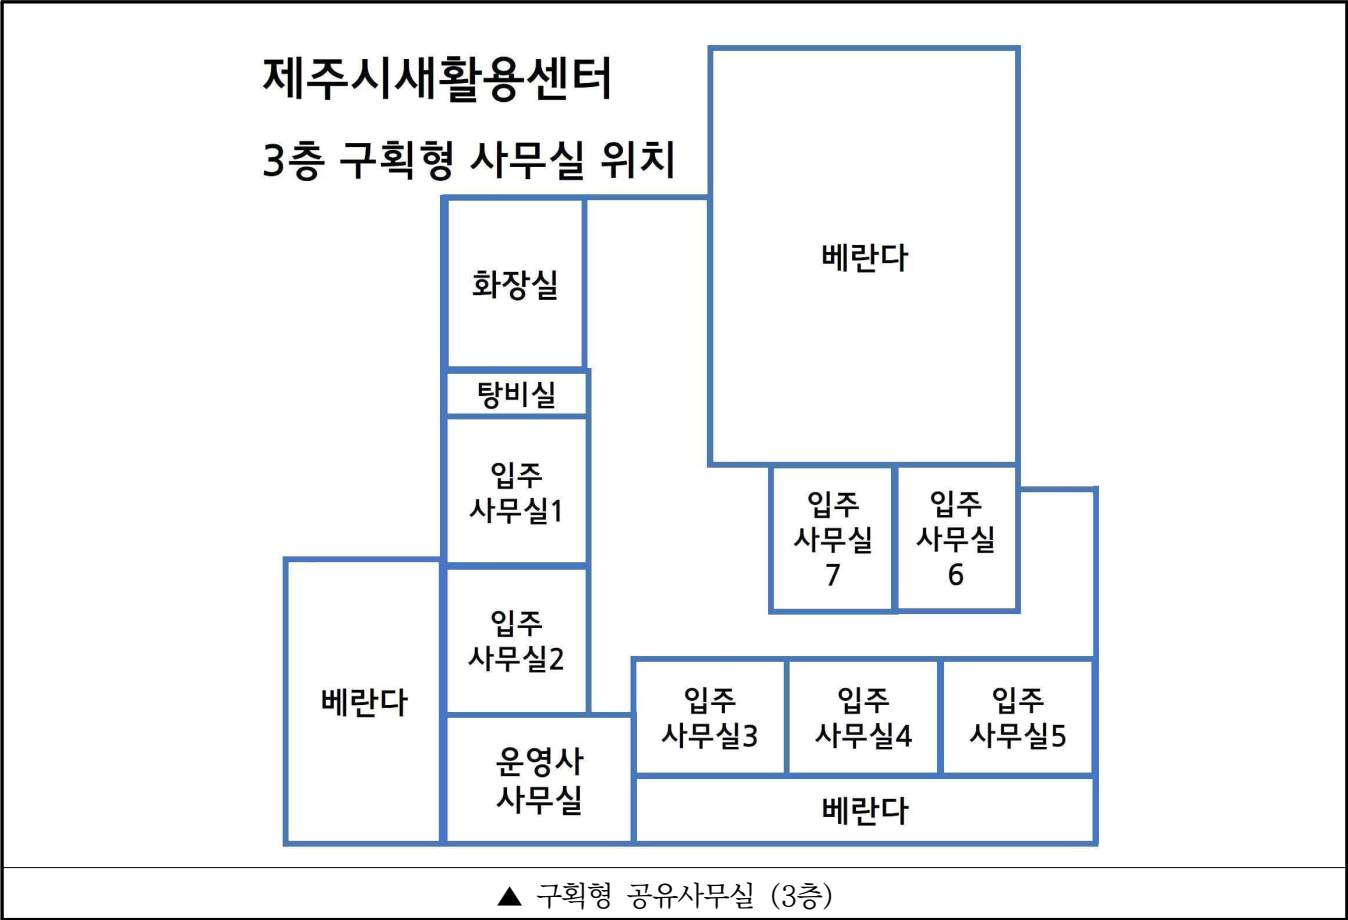 제주시새활용센터
3층 구획형 사무실 위치
베란다
화장실
탕비실
입주
사무실1
입주
사무실
7
입주
사무실
6
입주
사무실2
베란다
입주
사무실3
입주
사무실4
입주
사무실5
운영사
사무실
베란다
▲ 구획형 공유사무실 (3층)